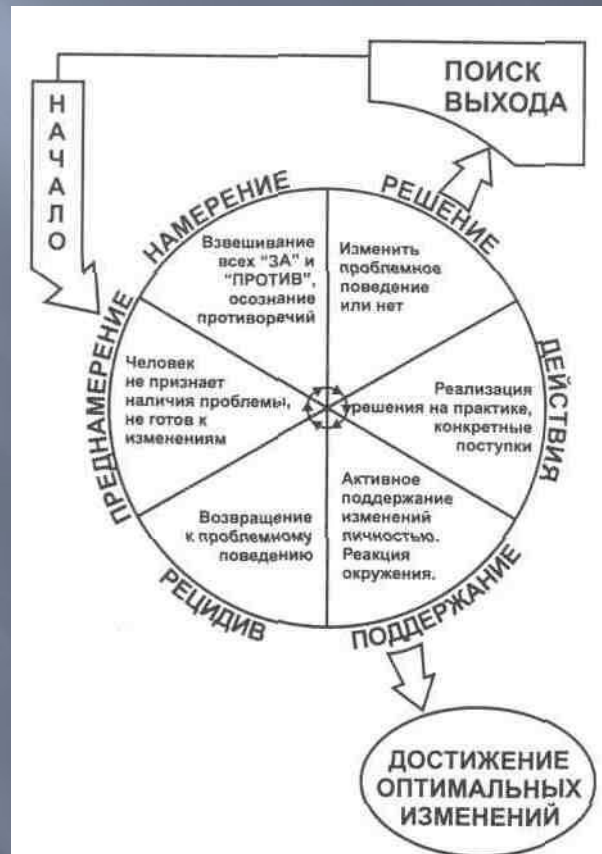 НАЧАЛО
ПОИСК
ВЫХОДА
НАМЕРЕНИЕ
РЕШЕНИЕ
Взвешивание
всех "ЗА" и
"ПРОТИВ",
осознание
противоречий
Изменить
проблемное
поведение
или нет
ПРЕДНАМЕРЕНИЕ
Человек
не признает
наличия проблемы,
не готов к
изменениям
Реализация
решения на практике,
конкретные
поступки
ДЕЙСТВИЯ
Возвращение
к проблемному
поведению
Активное
поддержание
изменений
личностью.
Реакция
окружения.
РЕЦИДИВ
ПОДДЕРЖАНИЕ
ДОСТИЖЕНИЕ
ОПТИМАЛЬНЫХ
ИЗМЕНЕНИЙ